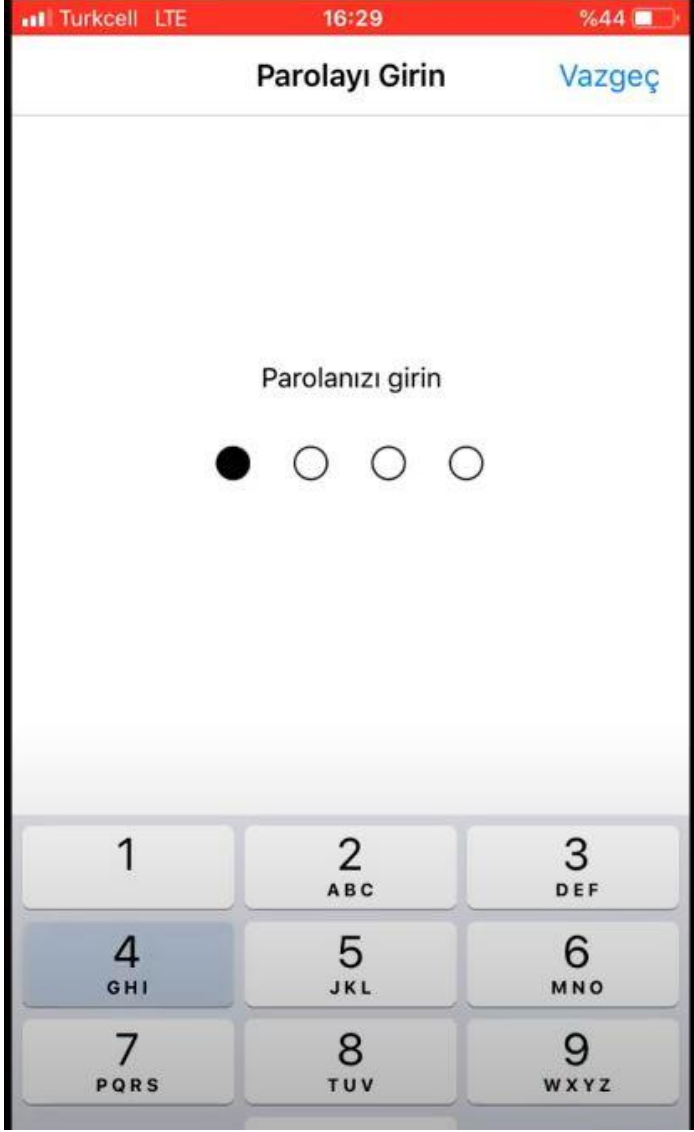 Turkcell LTE 16:29 %44
Parolayı Girin Vazgeç
Parolanızı girin
1 2 3
ABC DEF
4 5 6
GHI JKL MNO
7 8 9
PQRS TUV WXYZ